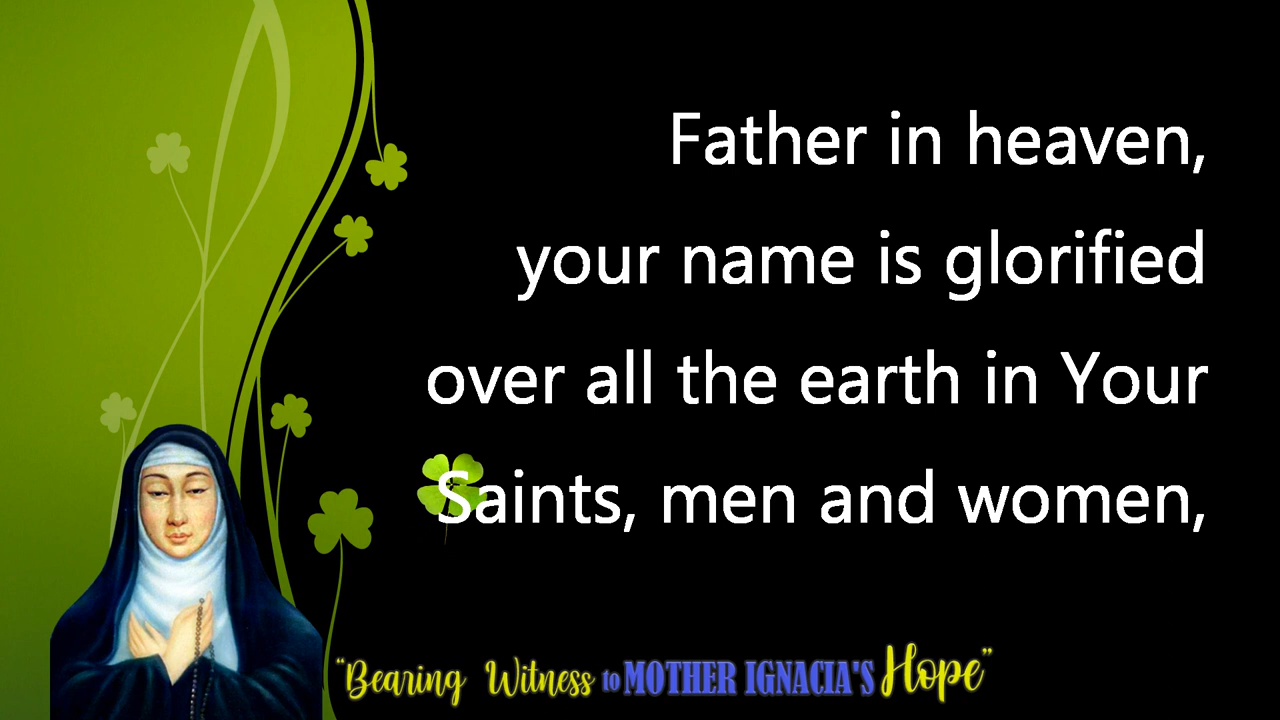 Father in heaven,
your name is glorified
over all the earth in Your
Saints, men and women,
"Bearing Witness to MOTHER IGNACIA'S Hope"